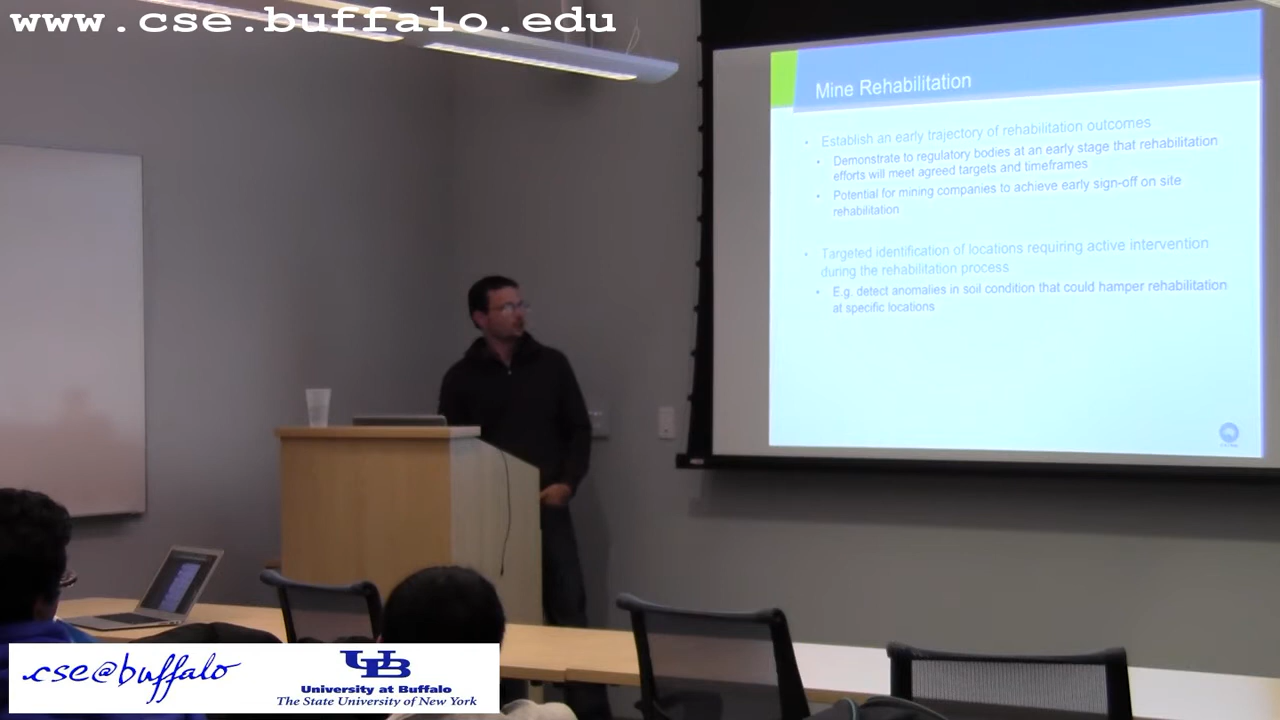 www.cse.buffalo.edu
Mine Rehabilitation
Establish an early trajectory of rehabilitation outcomes
Demonstrate to regulatory bodies at an early stage that rehabilitation
efforts will meet agreed targets and timeframes
Potential for mining companies to achieve early sign-off on site
rehabilitation
Targeted identification of locations requiring active intervention
during the rehabilitation process
E.g. detect anomalies in soil condition that could hamper rehabilitation
at specific locations
.cse@buffalo
UB
University at Buffalo
The State University of New York